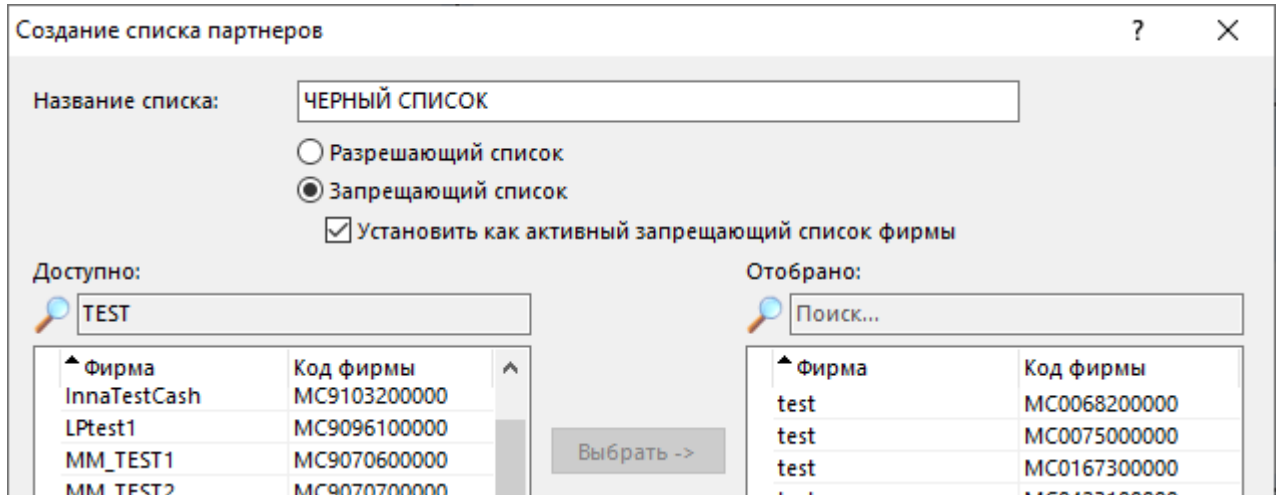 Создание списка партнеров ?
Название списка: ЧЕРНЫЙ СПИСОК
Разрешающий список
Запрещающий список
Установить как активный запрещающий список фирмы
Доступно: Отобрано:
TEST Поиск...
Фирма Код фирмы Фирма Код фирмы
InnaTestCash MC9103200000 test MC0068200000
LPtest1 MC9096100000 test MC0075000000
Выбрать ->
MM_TEST1 MC9070600000 test MC0167300000
MM_TEST2 MC9070700000